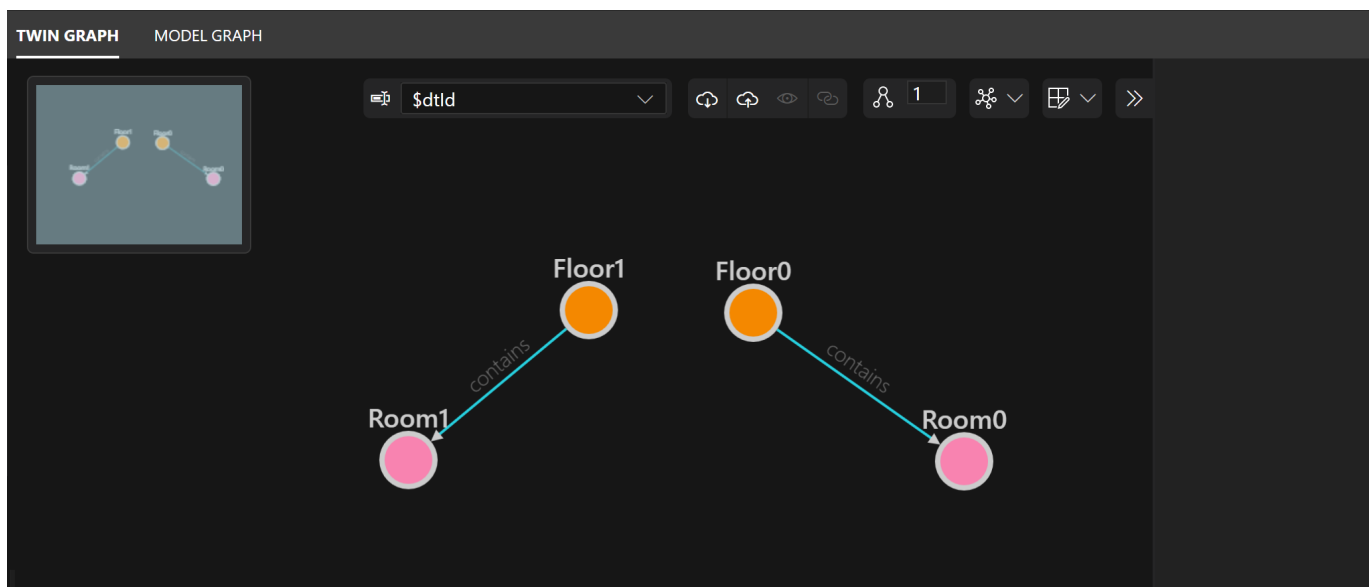 TWIN GRAPH MODEL GRAPH
$dtId 1
Floor1 Floor0
contains contains
Room1 Room0